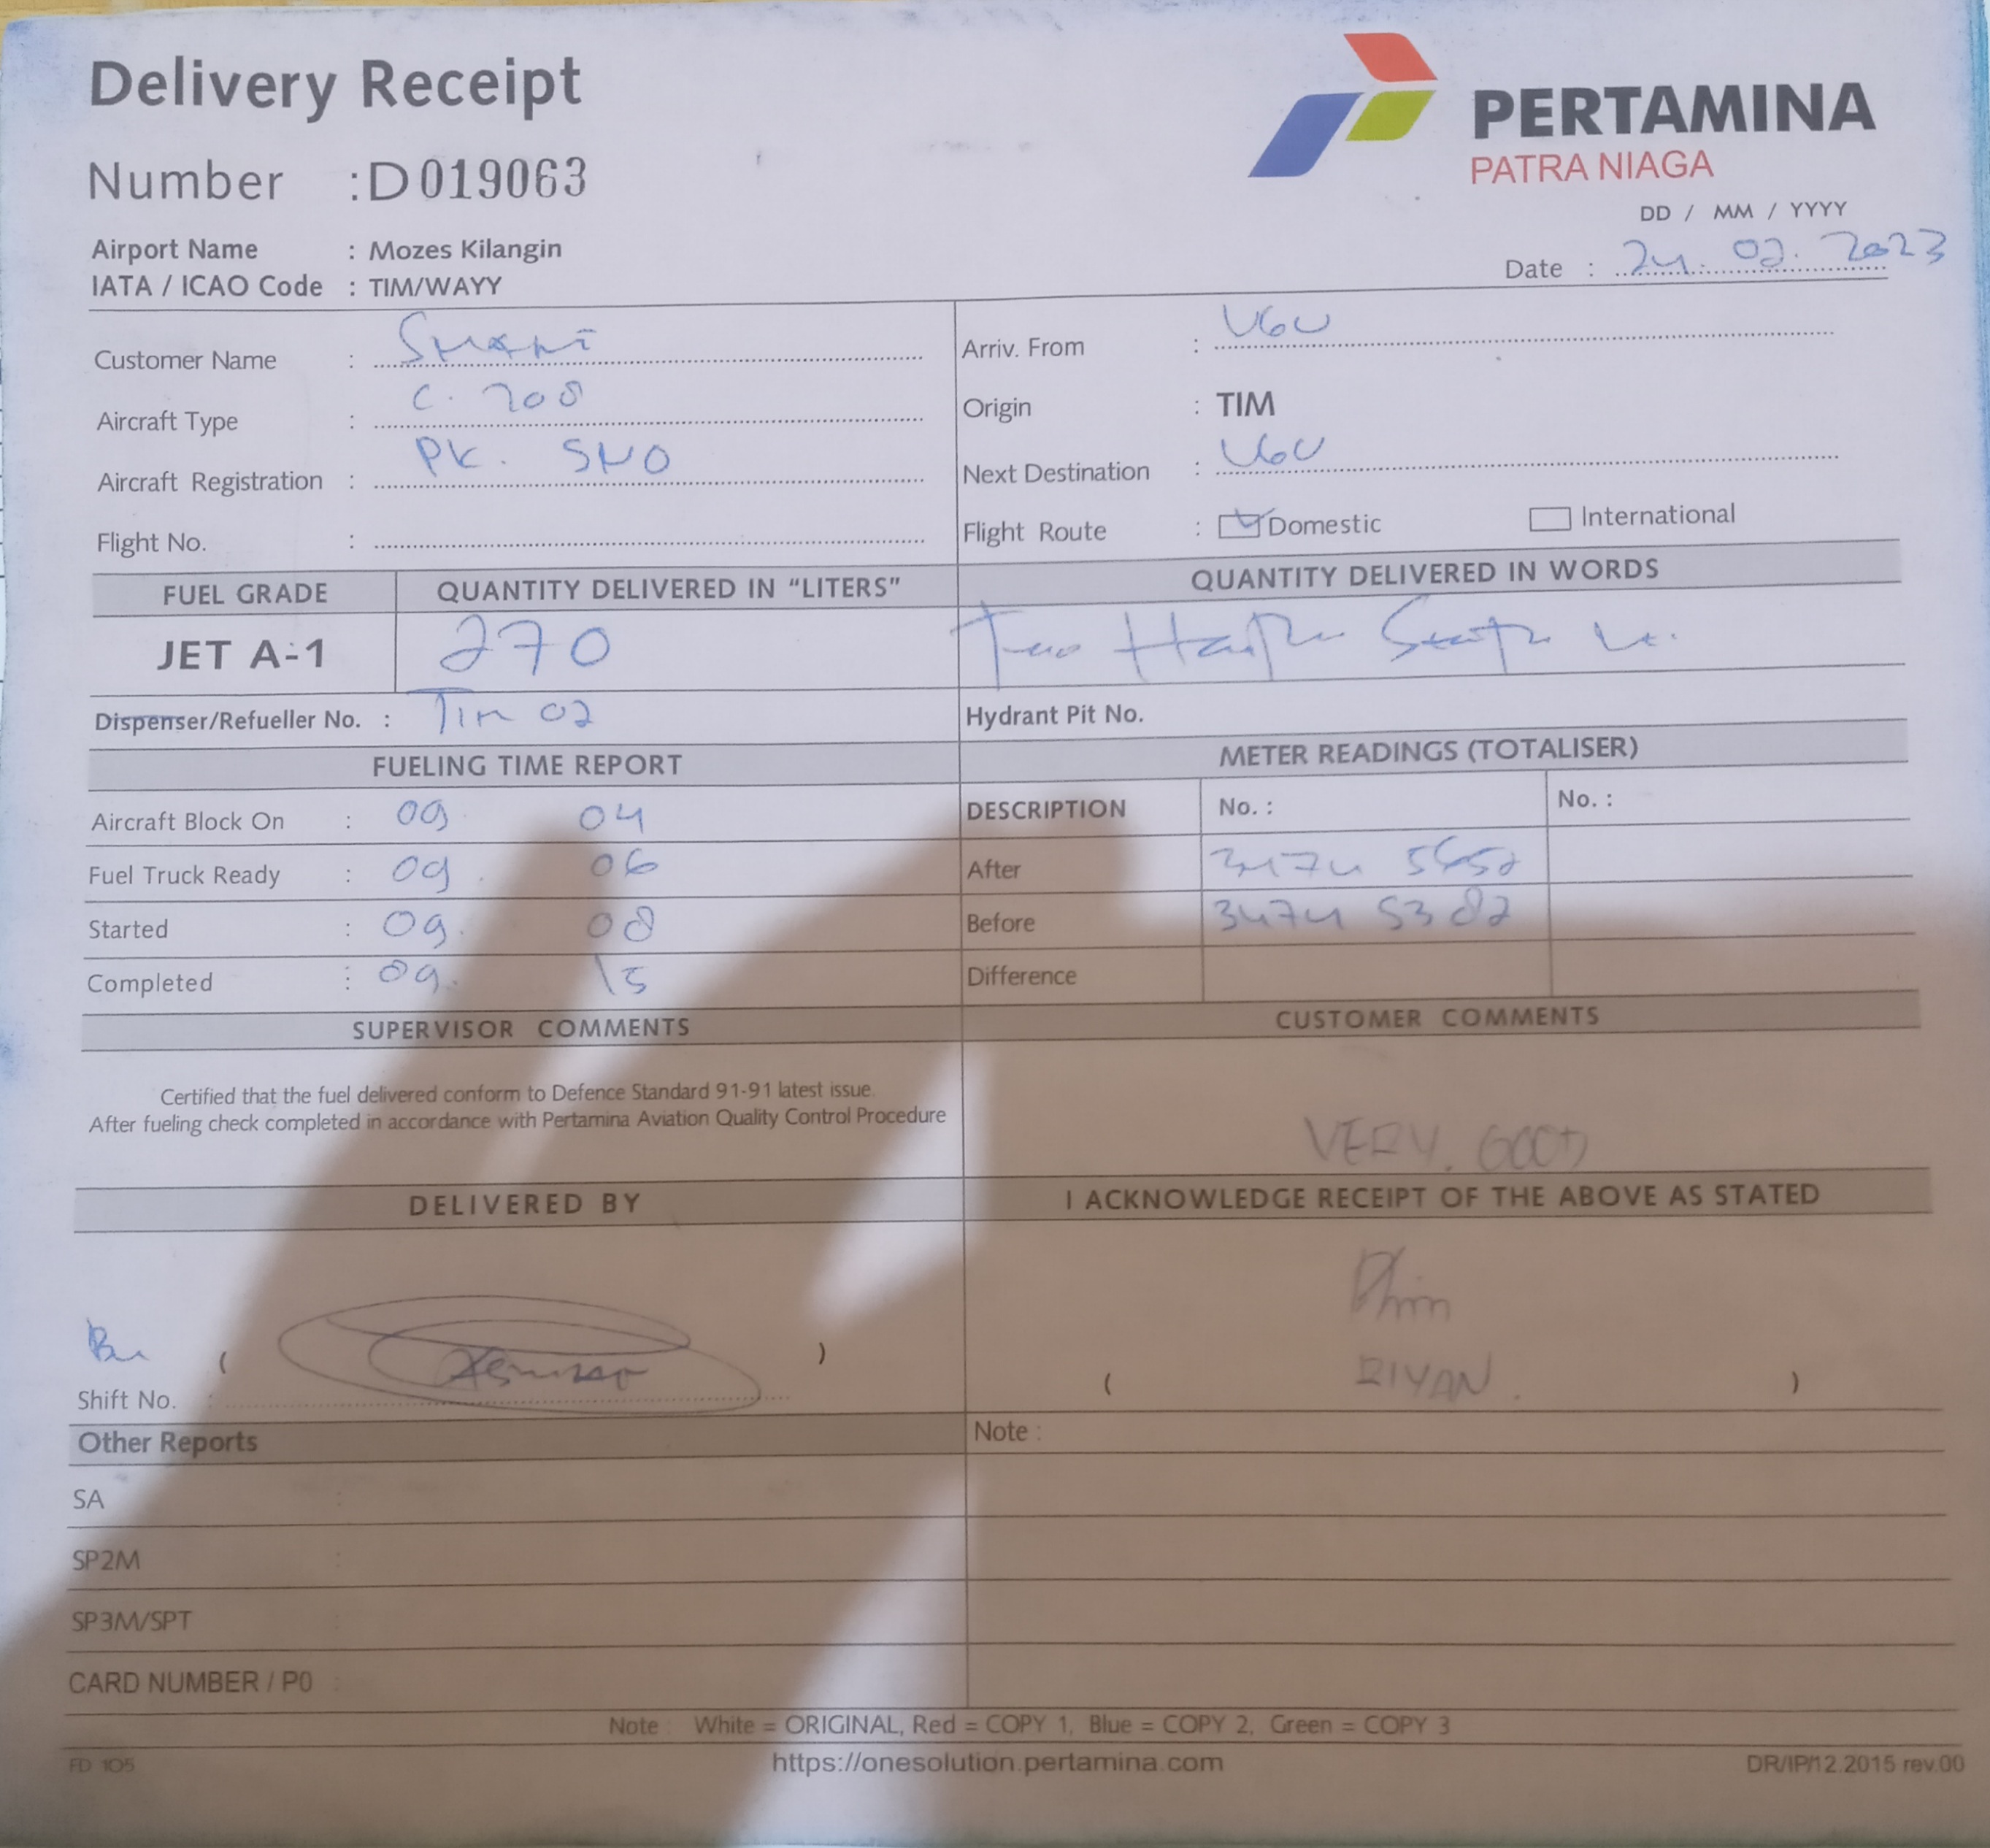 Delivery Receipt
PERTAMINA
PATRA NIAGA
Number : D 019063
DD / MM / YYYY
Airport Name : Mozes Kilangin
Date : 24. 02. 2023
IATA / ICAO Code : TIM/WAYY
Customer Name :
Arriv. From : UGU
Aircraft Type : C. 208
Origin : TIM
Aircraft Registration : PK.
Next Destination : UGU
Flight No. :
Flight Route : Domestic International
FUEL GRADE QUANTITY DELIVERED IN “LITERS” QUANTITY DELIVERED IN WORDS
JET A-1 270 Two
Dispenser/Refueller No. : Tim 02 Hydrant Pit No.
FUELING TIME REPORT METER READINGS (TOTALISER)
Aircraft Block On : 09. 04 DESCRIPTION No. : No. :
Fuel Truck Ready : 09. 06 After
Started : 09. 08 Before 3474 5382
Completed : 09. 15 Difference
SUPERVISOR COMMENTS CUSTOMER COMMENTS
Certified that the fuel delivered conform to Defence Standard 91-91 latest issue.
After fueling check completed in accordance with Pertamina Aviation Quality Control Procedure
VERY. GOOD
DELIVERED BY I ACKNOWLEDGE RECEIPT OF THE ABOVE AS STATED
( )
Shift No. :
( RIYAN. )
Other Reports Note :
SA :
SP2M :
SP3M/SPT :
CARD NUMBER / P0 :
Note : White = ORIGINAL, Red = COPY 1, Blue = COPY 2, Green = COPY 3
FD 105 https://onesolution.pertamina.com DR/IP/12.2015 rev.00